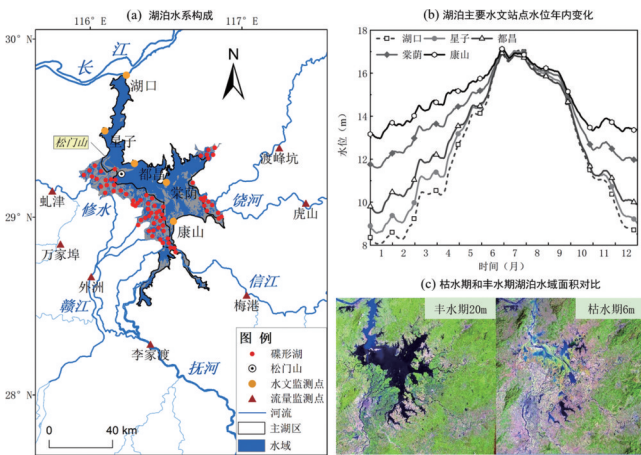 (a) 湖泊水系构成
116° E
117° E
30° N
29° N
28° N
长
江
湖口
N
星子
松门山
都昌
棠荫
康山
渡峰坑
虬津
修水
饶河
虎山
万家埠
外洲
赣江
信江
梅港
李家渡
抚河
图 例
碟形湖
松门山
水文监测点
流量监测点
河流
主湖区
水域
0
40 km
(b) 湖泊主要水文站点水位年内变化
湖口
星子
都昌
棠荫
康山
水位 (m)
18
16
14
12
10
8
1 2 3 4 5 6 7 8 9 10 11 12
时间 (月)
(c) 枯水期和丰水期湖泊水域面积对比
丰水期20m
枯水期6m